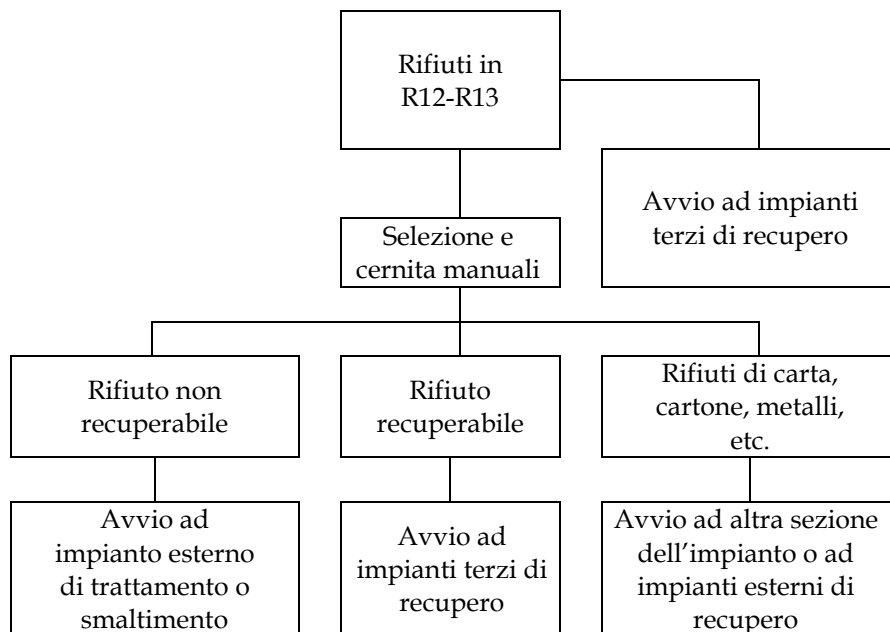 Rifiuti in
R12-R13
Avvio ad impianti
terzi di recupero
Selezione e
cernita manuali
Rifiuto non
recuperabile
Rifiuto
recuperabile
Rifiuti di carta,
cartone, metalli,
etc.
Avvio ad
impianto esterno
di trattamento o
smaltimento
Avvio ad
impianti terzi di
recupero
Avvio ad altra sezione
dell'impianto o ad
impianti esterni di
recupero